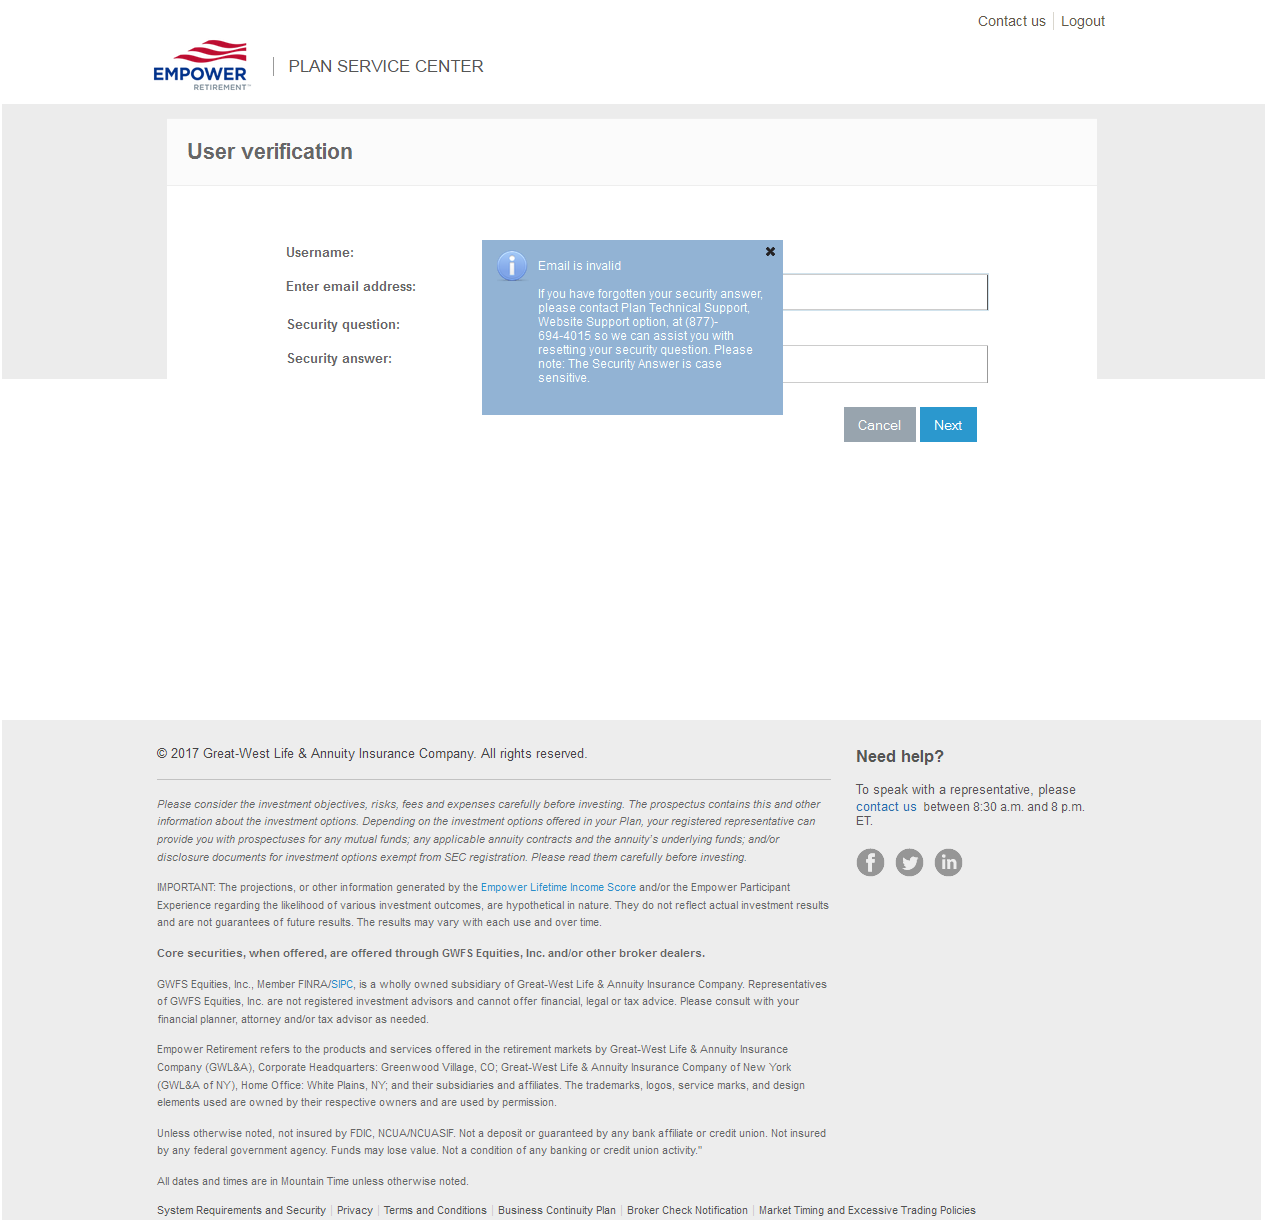 Contact us
Logout
EMPOWER
RETIREMENT™
PLAN SERVICE CENTER
User verification
Username:
Enter email address:
Security question:
Security answer:
Email is invalid
If you have forgotten your security answer,
please contact Plan Technical Support,
Website Support option, at (877)-
694-4015 so we can assist you with
resetting your security question. Please
note: The Security Answer is case
sensitive.
Cancel
Next
© 2017 Great-West Life & Annuity Insurance Company. All rights reserved.
Please consider the investment objectives, risks, fees and expenses carefully before investing. The prospectus contains this and other
information about the investment options. Depending on the investment options offered in your Plan, your registered representative can
provide you with prospectuses for any mutual funds; any applicable annuity contracts and the annuity's underlying funds; and/or
disclosure documents for investment options exempt from SEC registration. Please read them carefully before investing.
IMPORTANT: The projections, or other information generated by the Empower Lifetime Income Score and/or the Empower Participant
Experience regarding the likelihood of various investment outcomes, are hypothetical in nature. They do not reflect actual investment results
and are not guarantees of future results. The results may vary with each use and over time.
Core securities, when offered, are offered through GWFS Equities, Inc. and/or other broker dealers.
GWFS Equities, Inc., Member FINRA/SIPC, is a wholly owned subsidiary of Great-West Life & Annuity Insurance Company. Representatives
of GWFS Equities, Inc. are not registered investment advisors and cannot offer financial, legal or tax advice. Please consult with your
financial planner, attorney and/or tax advisor as needed.
Empower Retirement refers to the products and services offered in the retirement markets by Great-West Life & Annuity Insurance
Company (GWL&A), Corporate Headquarters: Greenwood Village, CO; Great-West Life & Annuity Insurance Company of New York
(GWL&A of NY), Home Office: White Plains, NY; and their subsidiaries and affiliates. The trademarks, logos, service marks, and design
elements used are owned by their respective owners and are used by permission.
Unless otherwise noted, not insured by FDIC, NCUA/NCUASIF. Not a deposit or guaranteed by any bank affiliate or credit union. Not insured
by any federal government agency. Funds may lose value. Not a condition of any banking or credit union activity."
All dates and times are in Mountain Time unless otherwise noted.
System Requirements and Security | Privacy | Terms and Conditions | Business Continuity Plan | Broker Check Notification | Market Timing and Excessive Trading Policies
Need help?
To speak with a representative, please
contact us between 8:30 a.m. and 8 p.m.
ET.